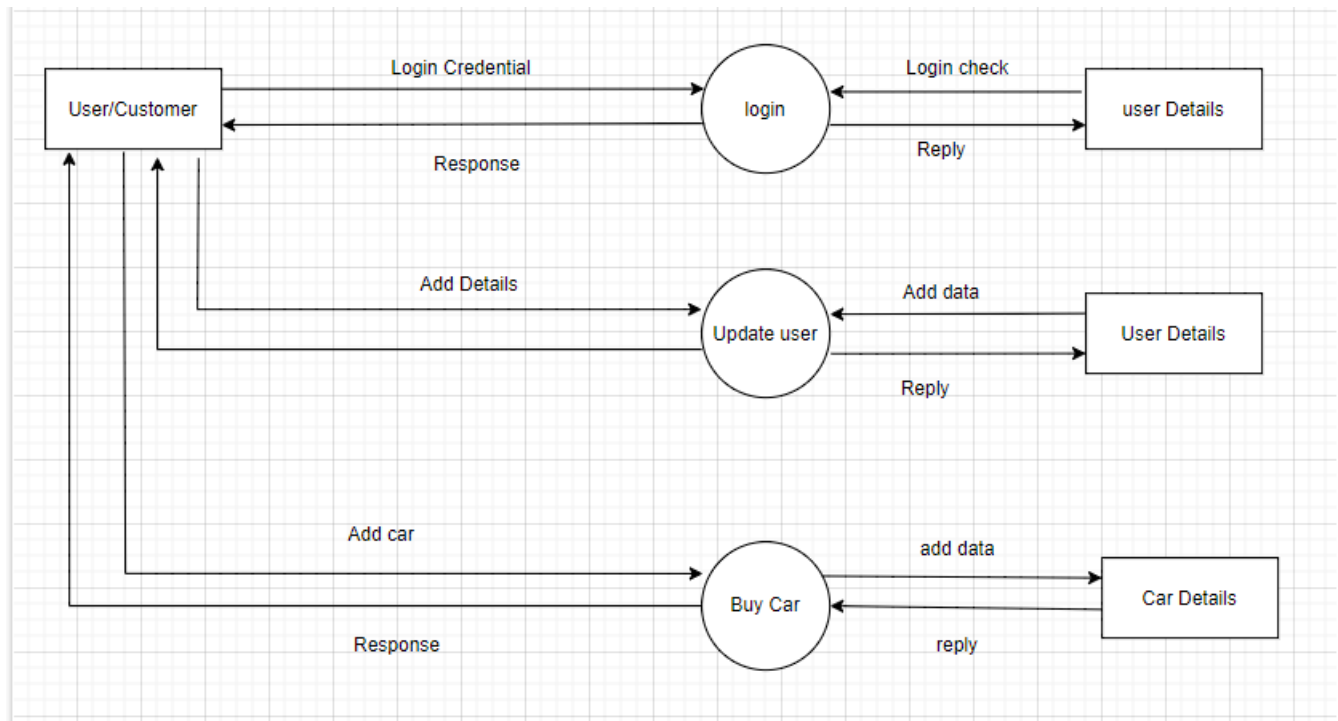 Login Credential
Login check
User/Customer
login
user Details
Response
Reply
Add Details
Add data
Update user
User Details
Reply
Add car
add data
Buy Car
Car Details
Response
reply